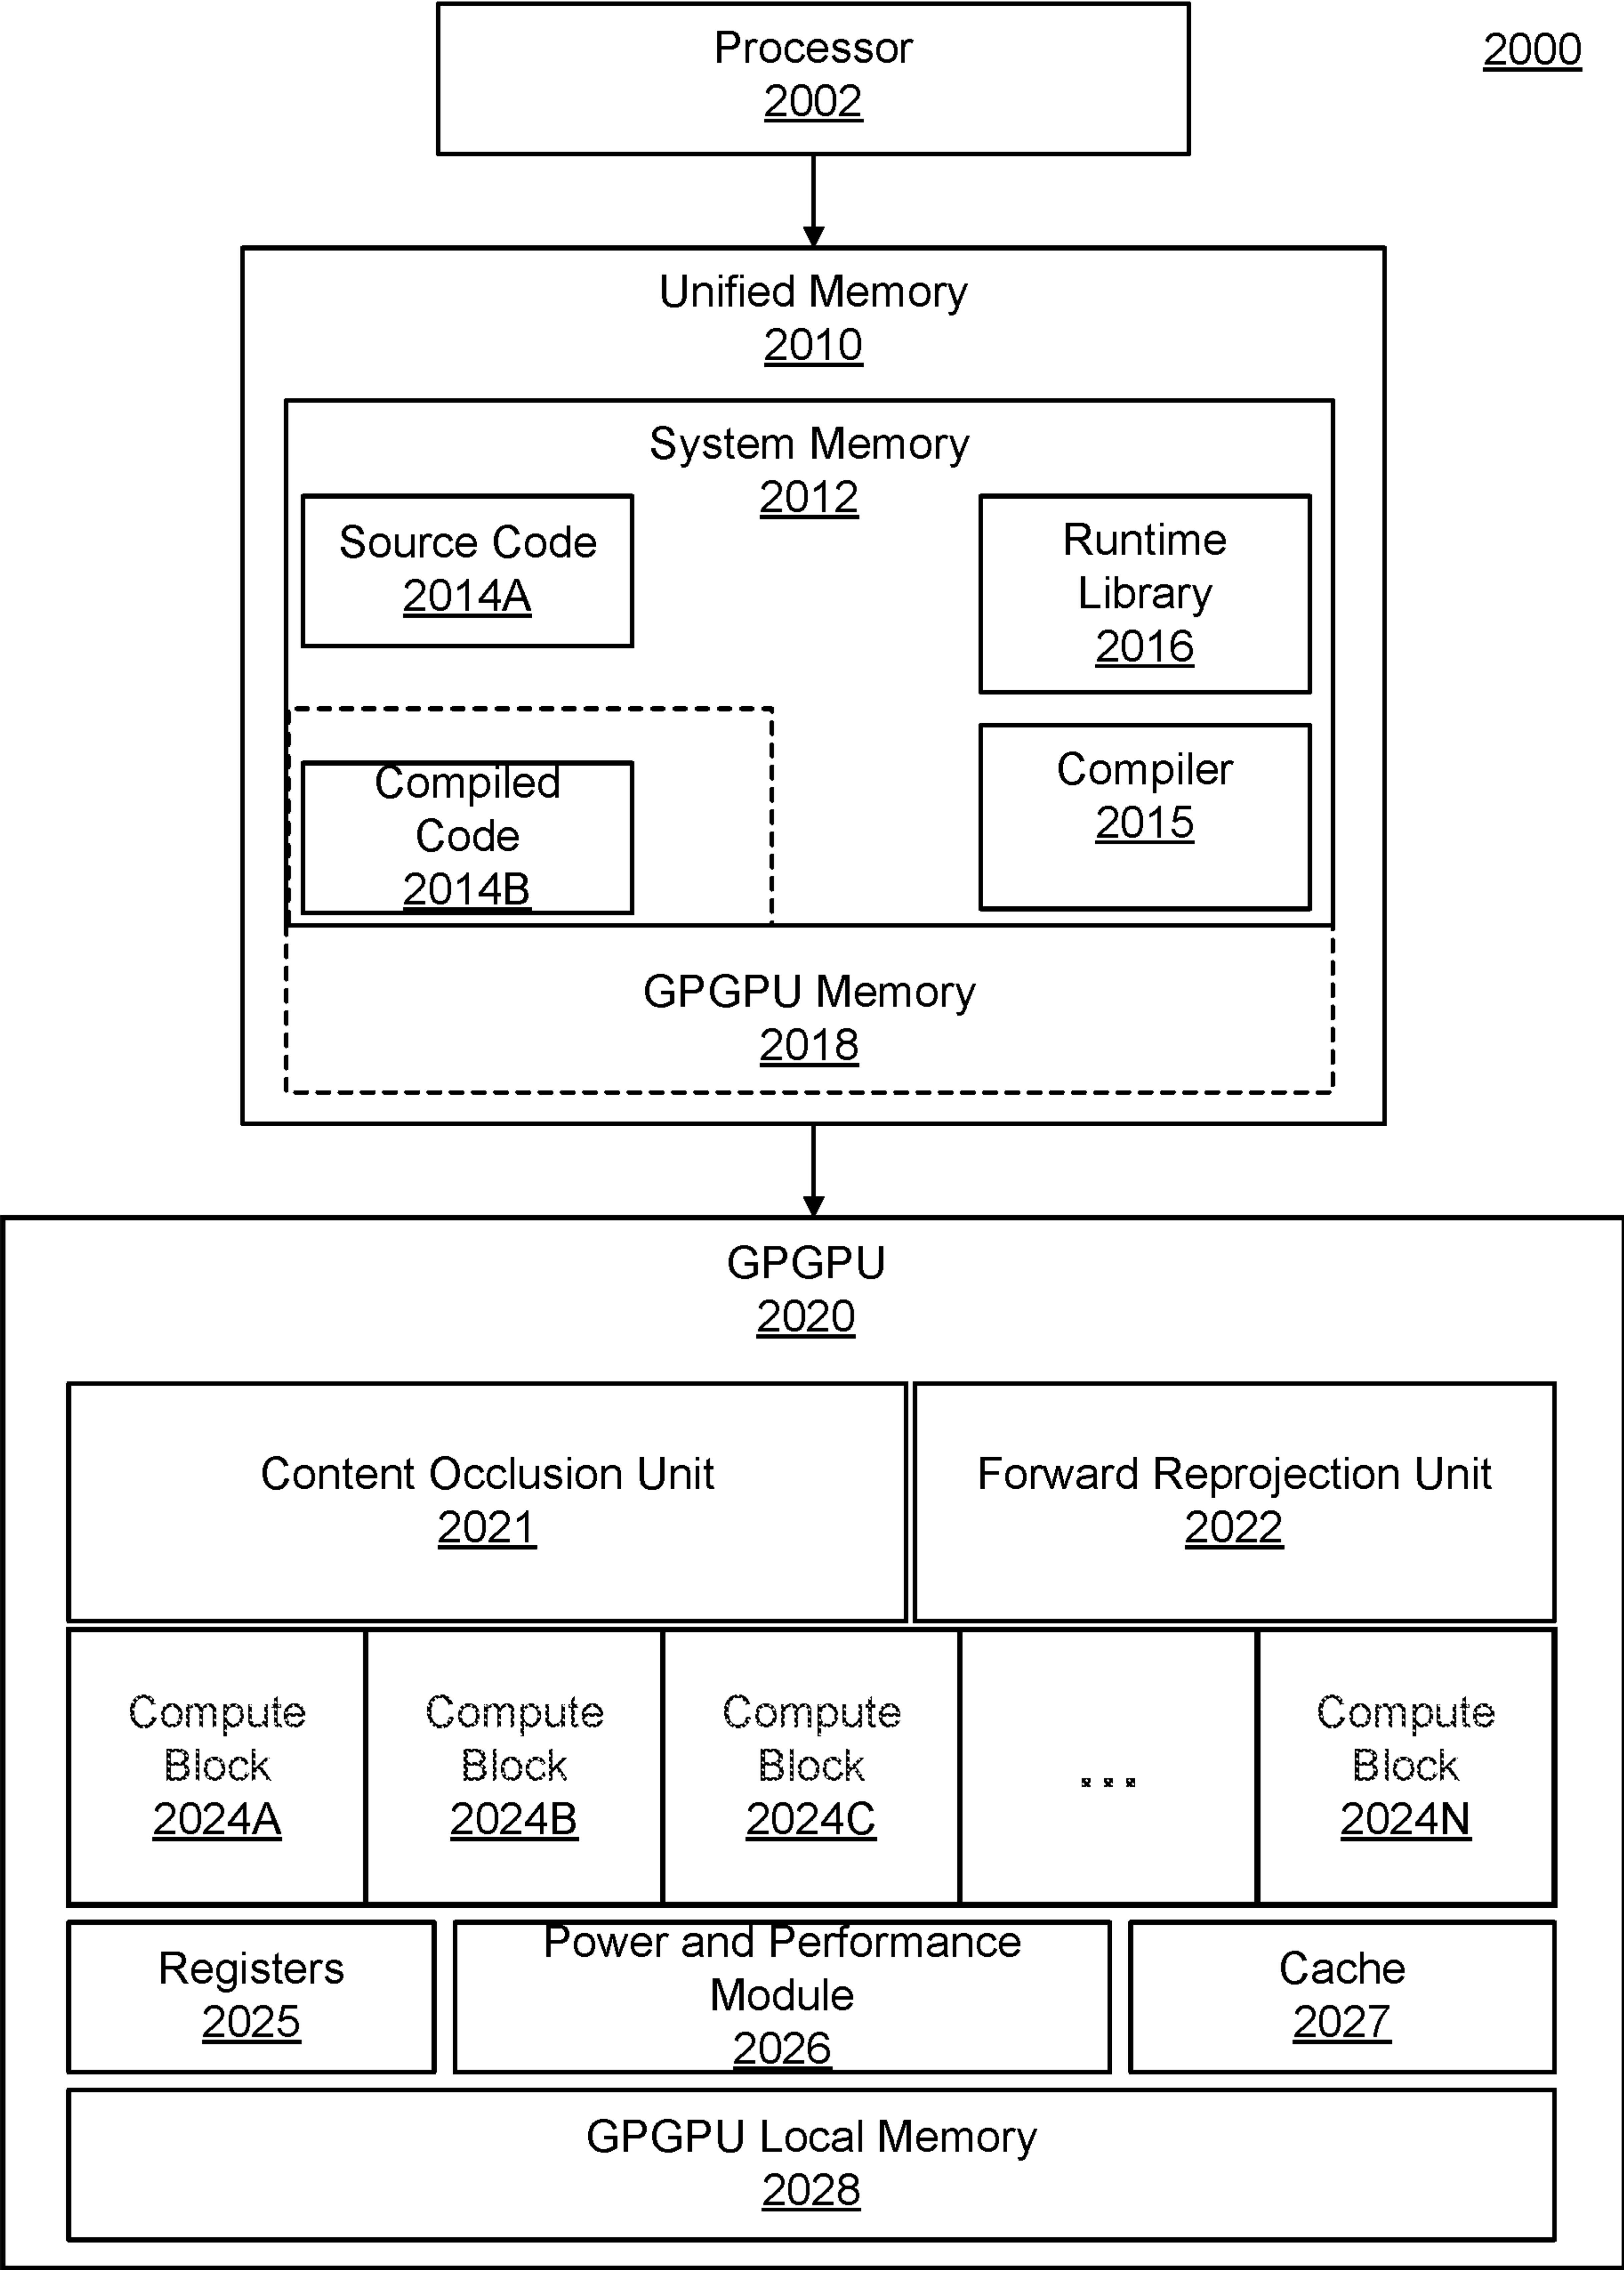 Processor
2002
2000
Unified Memory
2010
System Memory
2012
Source Code
2014A
Runtime
Library
2016
Compiled
Code
2014B
Compiler
2015
GPGPU Memory
2018
GPGPU
2020
Content Occlusion Unit
2021
Forward Reprojection Unit
2022
Compute
Block
2024A
Compute
Block
2024B
Compute
Block
2024C
...
Compute
Block
2024N
Registers
2025
Power and Performance
Module
2026
Cache
2027
GPGPU Local Memory
2028